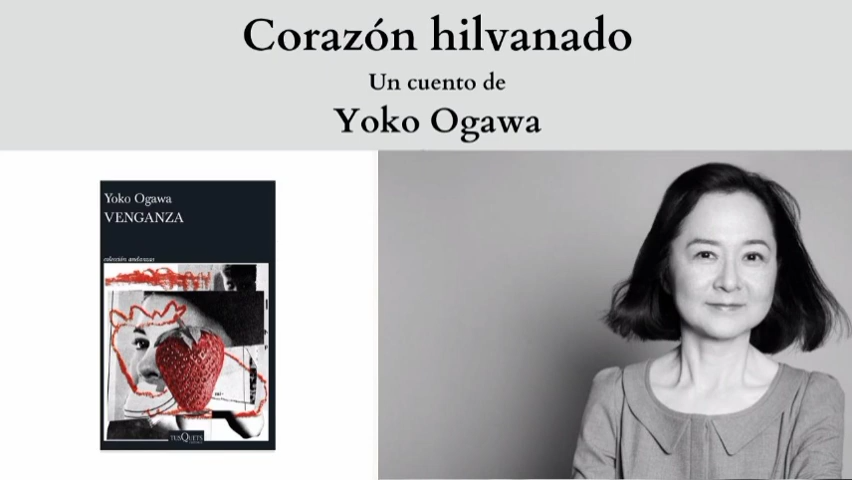 Corazón hilvanado
Un cuento de
Yoko Ogawa
Yoko Ogawa
VENGANZA
colección andanzas
TUSQUETS